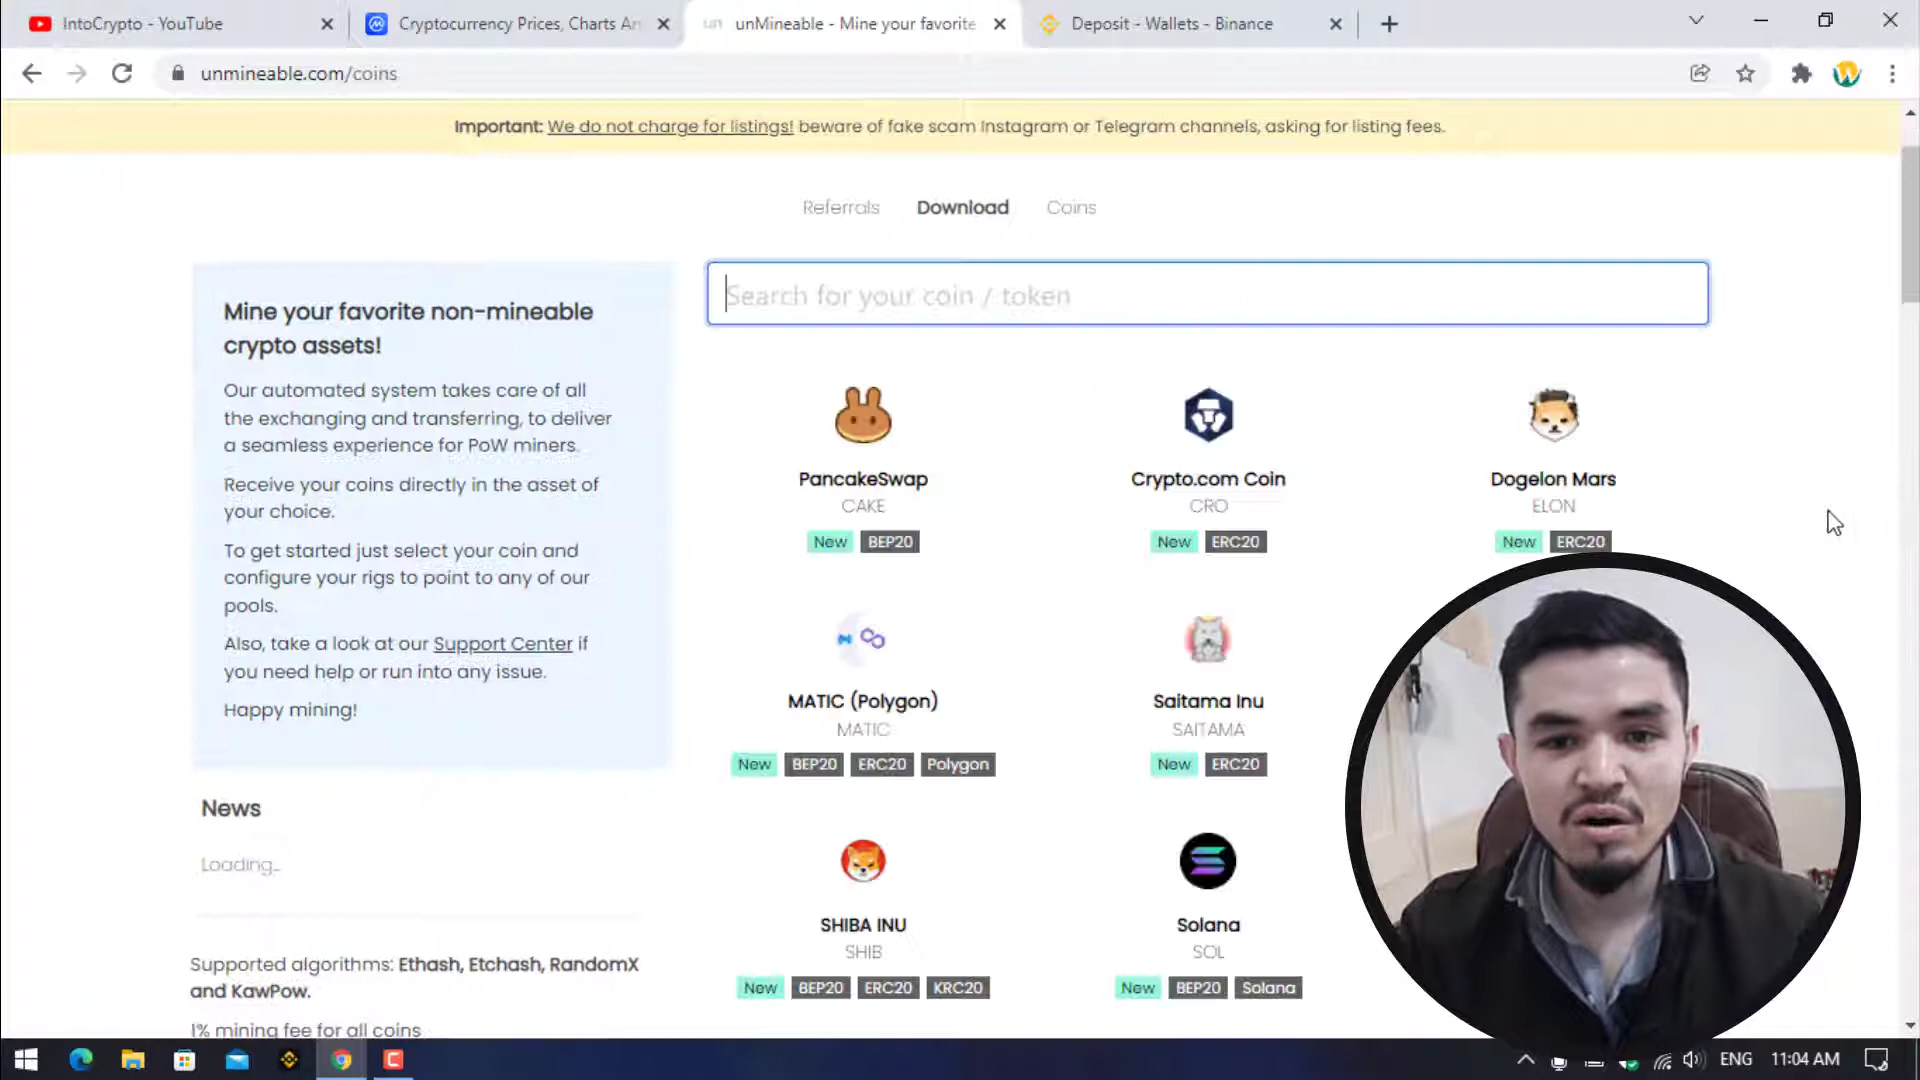 IntoCrypto - YouTube
Cryptocurrency Prices, Charts An
unMineable - Mine your favorite
Deposit - Wallets - Binance
unmineable.com/coins
Important: We do not charge for listings! beware of fake scam Instagram or Telegram channels, asking for listing fees.
Referrals Download Coins
Search for your coin / token
Mine your favorite non-mineable
crypto assets!
Our automated system takes care of all
the exchanging and transferring, to deliver
a seamless experience for PoW miners.
Receive your coins directly in the asset of
your choice.
To get started just select your coin and
configure your rigs to point to any of our
pools.
Also, take a look at our Support Center if
you need help or run into any issue.
Happy mining!
News
Loading...
Supported algorithms: Ethash, Etchash, RandomX
and KawPow.
1% mining fee for all coins
PancakeSwap
CAKE
New BEP20
Crypto.com Coin
CRO
New ERC20
Dogelon Mars
ELON
New ERC20
MATIC (Polygon)
MATIC
New BEP20 ERC20 Polygon
Saitama Inu
SAITAMA
New ERC20
SHIBA INU
SHIB
New BEP20 ERC20 KRC20
Solana
SOL
New BEP20 Solana
ENG 11:04 AM